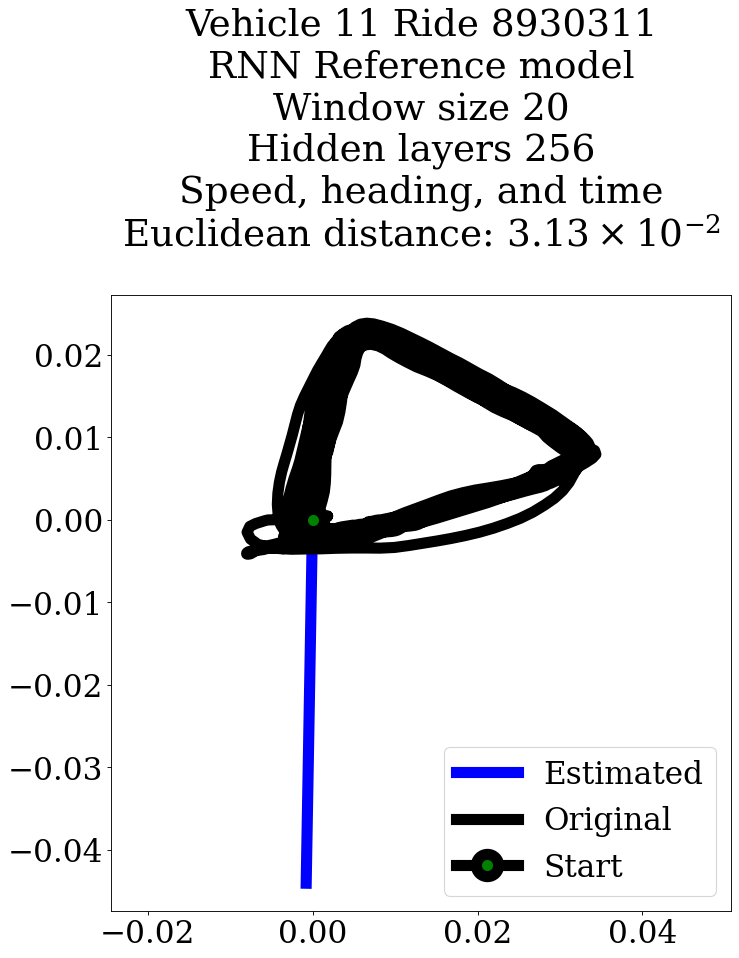 Vehicle 11 Ride 8930311
RNN Reference model
Window size 20
Hidden layers 256
Speed, heading, and time
Euclidean distance: 3.13 × 10⁻²
0.02
0.01
0.00
−0.01
−0.02
−0.03
−0.04
Estimated
Original
Start
−0.02 0.00 0.02 0.04